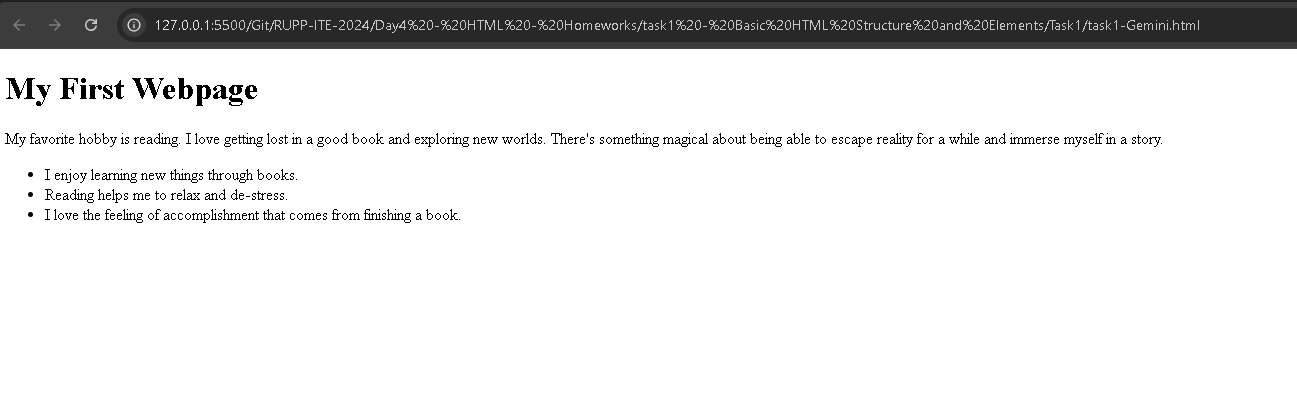 127.0.0.1:5500/Git/RUPP-ITE-2024/Day4%20-%20HTML%20-%20Homeworks/task1%20-%20Basic%20HTML%20Structure%20and%20Elements/Task1/task1-Gemini.html
My First Webpage
My favorite hobby is reading. I love getting lost in a good book and exploring new worlds. There's something magical about being able to escape reality for a while and immerse myself in a story.
• I enjoy learning new things through books.
• Reading helps me to relax and de-stress.
• I love the feeling of accomplishment that comes from finishing a book.